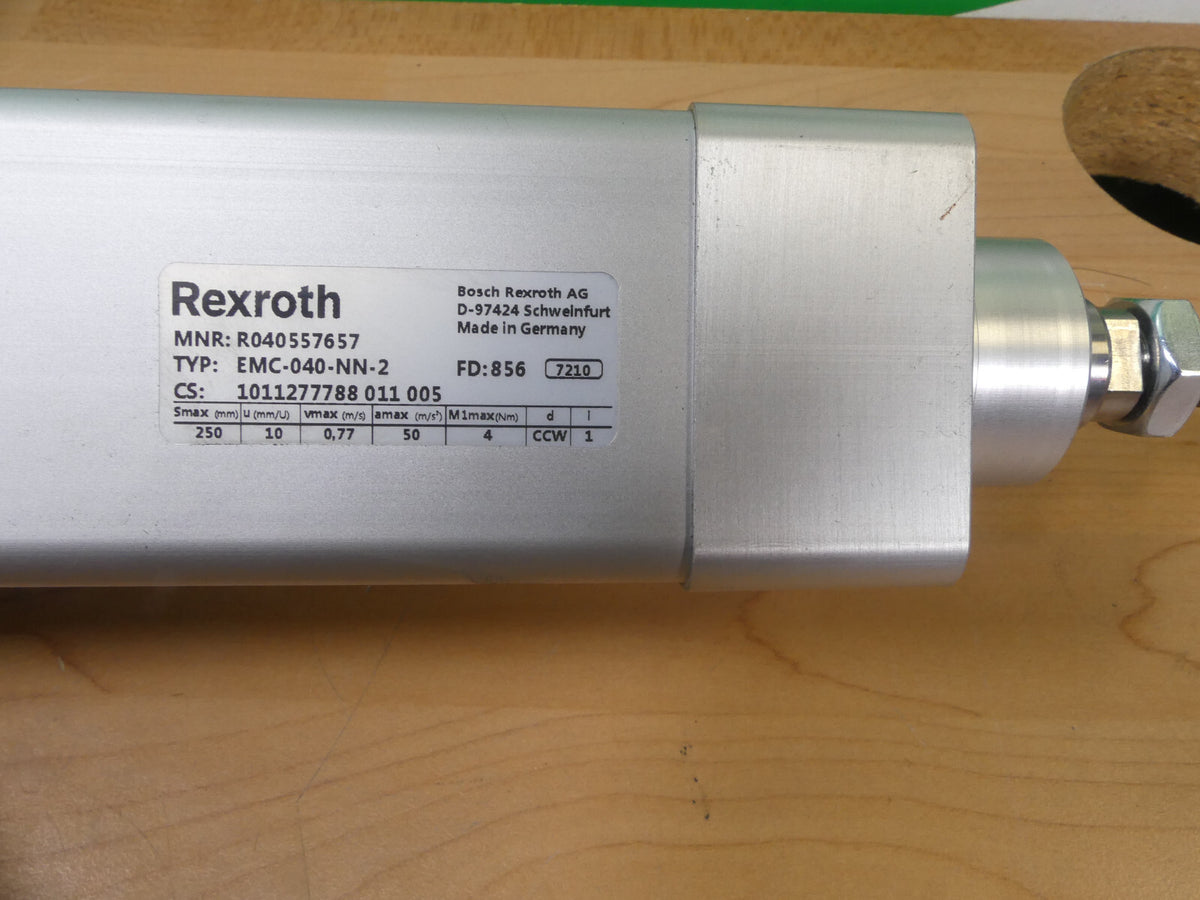 Rexroth
Bosch Rexroth AG
D-97424 Schweinfurt
Made in Germany
MNR: R040557657
TYP: EMC-040-NN-2 FD: 856 7210
CS: 1011277788 011 005
Smax (mm) u (mm/U) vmax (m/s) amax (m/s²) M1max(Nm) d i
250 10 0,77 50 4 CCW 1